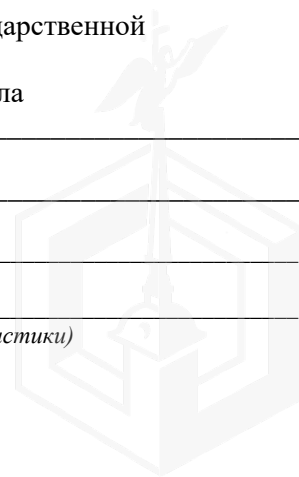 дарственной
ла
стики)